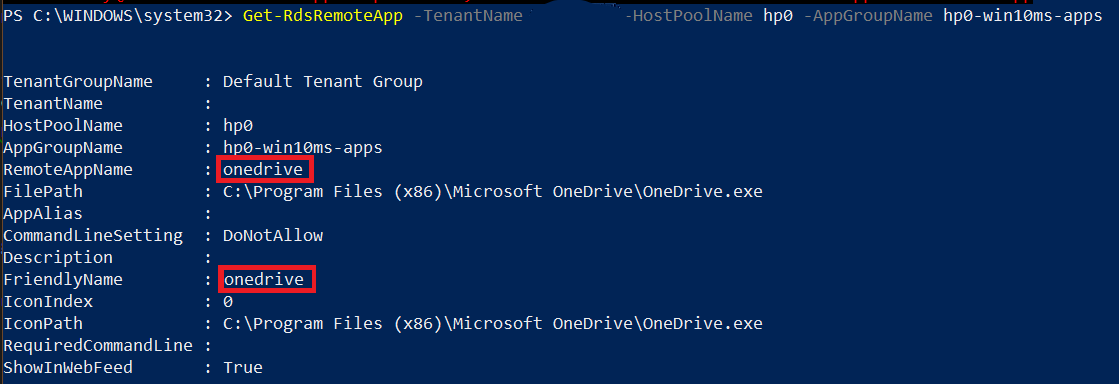 PS C:\WINDOWS\system32> Get-RdsRemoteApp -TenantName -HostPoolName hp0 -AppGroupName hp0-win10ms-apps
TenantGroupName : Default Tenant Group
TenantName :
HostPoolName : hp0
AppGroupName : hp0-win10ms-apps
RemoteAppName : onedrive
FilePath : C:\Program Files (x86)\Microsoft OneDrive\OneDrive.exe
AppAlias :
CommandLineSetting : DoNotAllow
Description :
FriendlyName : onedrive
IconIndex : 0
IconPath : C:\Program Files (x86)\Microsoft OneDrive\OneDrive.exe
RequiredCommandLine :
ShowInWebFeed : True